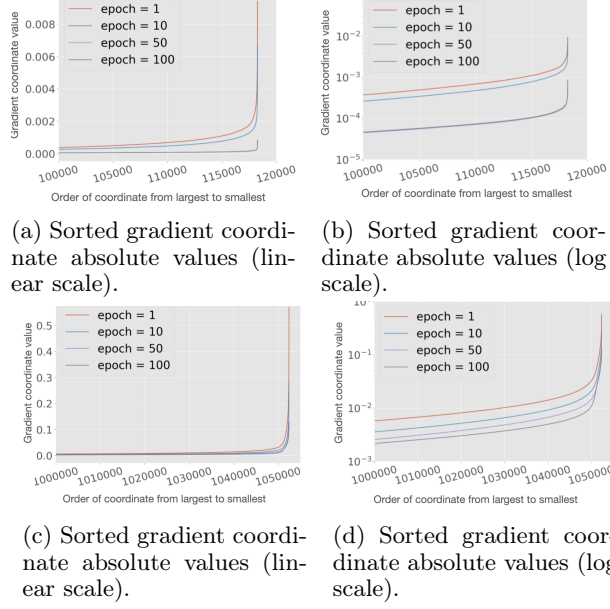 0.008
0.006
0.004
0.002
0.000
Gradient coordinate value
epoch = 1
epoch = 10
epoch = 50
epoch = 100
100000
105000
110000
115000
120000
Order of coordinate from largest to smallest
10⁻²
10⁻³
10⁻⁴
10⁻⁵
Gradient coordinate value
epoch = 1
epoch = 10
epoch = 50
epoch = 100
100000
105000
110000
115000
120000
Order of coordinate from largest to smallest
(a) Sorted gradient coordi-
nate absolute values (lin-
ear scale).
(b) Sorted gradient coor-
dinate absolute values (log
scale).
0.5
0.4
0.3
0.2
0.1
0.0
Gradient coordinate value
epoch = 1
epoch = 10
epoch = 50
epoch = 100
1000000
1010000
1020000
1030000
1040000
1050000
Order of coordinate from largest to smallest
10⁻¹
10⁻²
10⁻³
Gradient coordinate value
epoch = 1
epoch = 10
epoch = 50
epoch = 100
1000000
1010000
1020000
1030000
1040000
Order of coordinate from largest to smallest
(c) Sorted gradient coordi-
nate absolute values (lin-
ear scale).
(d) Sorted gradient coor-
dinate absolute values (log
scale).